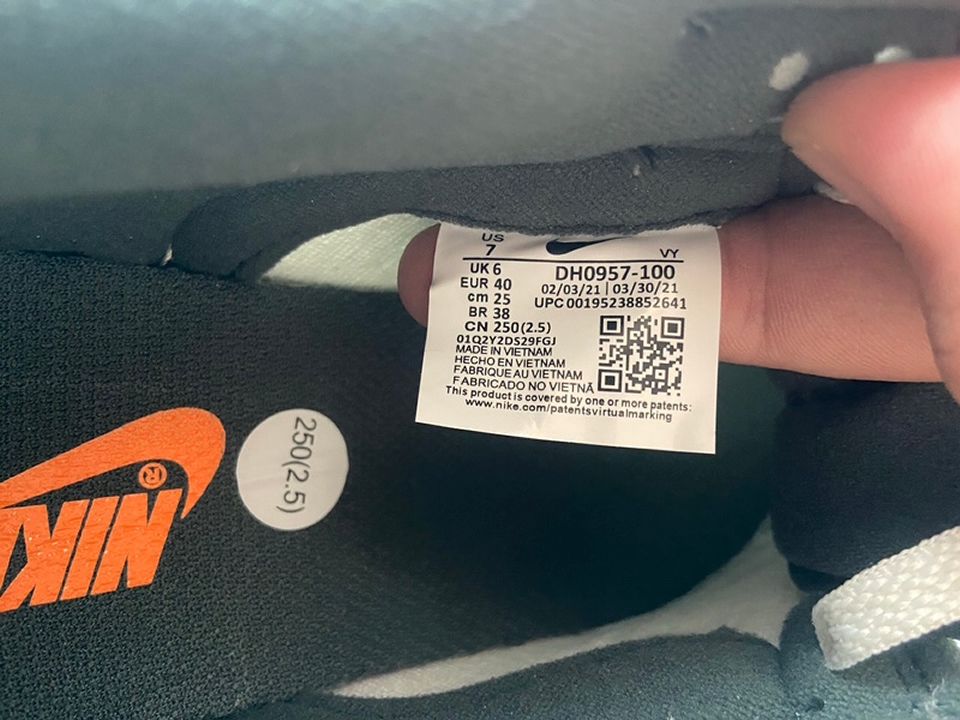 US
7
VY
UK 6
EUR 40
cm 25
BR 38
CN 250(2.5)
DH0957-100
02/03/21 | 03/30/21
UPC 00195238852641
01Q2Y2DS29FGJ
MADE IN VIETNAM
HECHO EN VIETNAM
FABRIQUE AU VIETNAM
FABRICADO NO VIETNÃ
This product is covered by one or more patents:
www.nike.com/patentsvirtualmarking
250(2.5)
NIKE
®